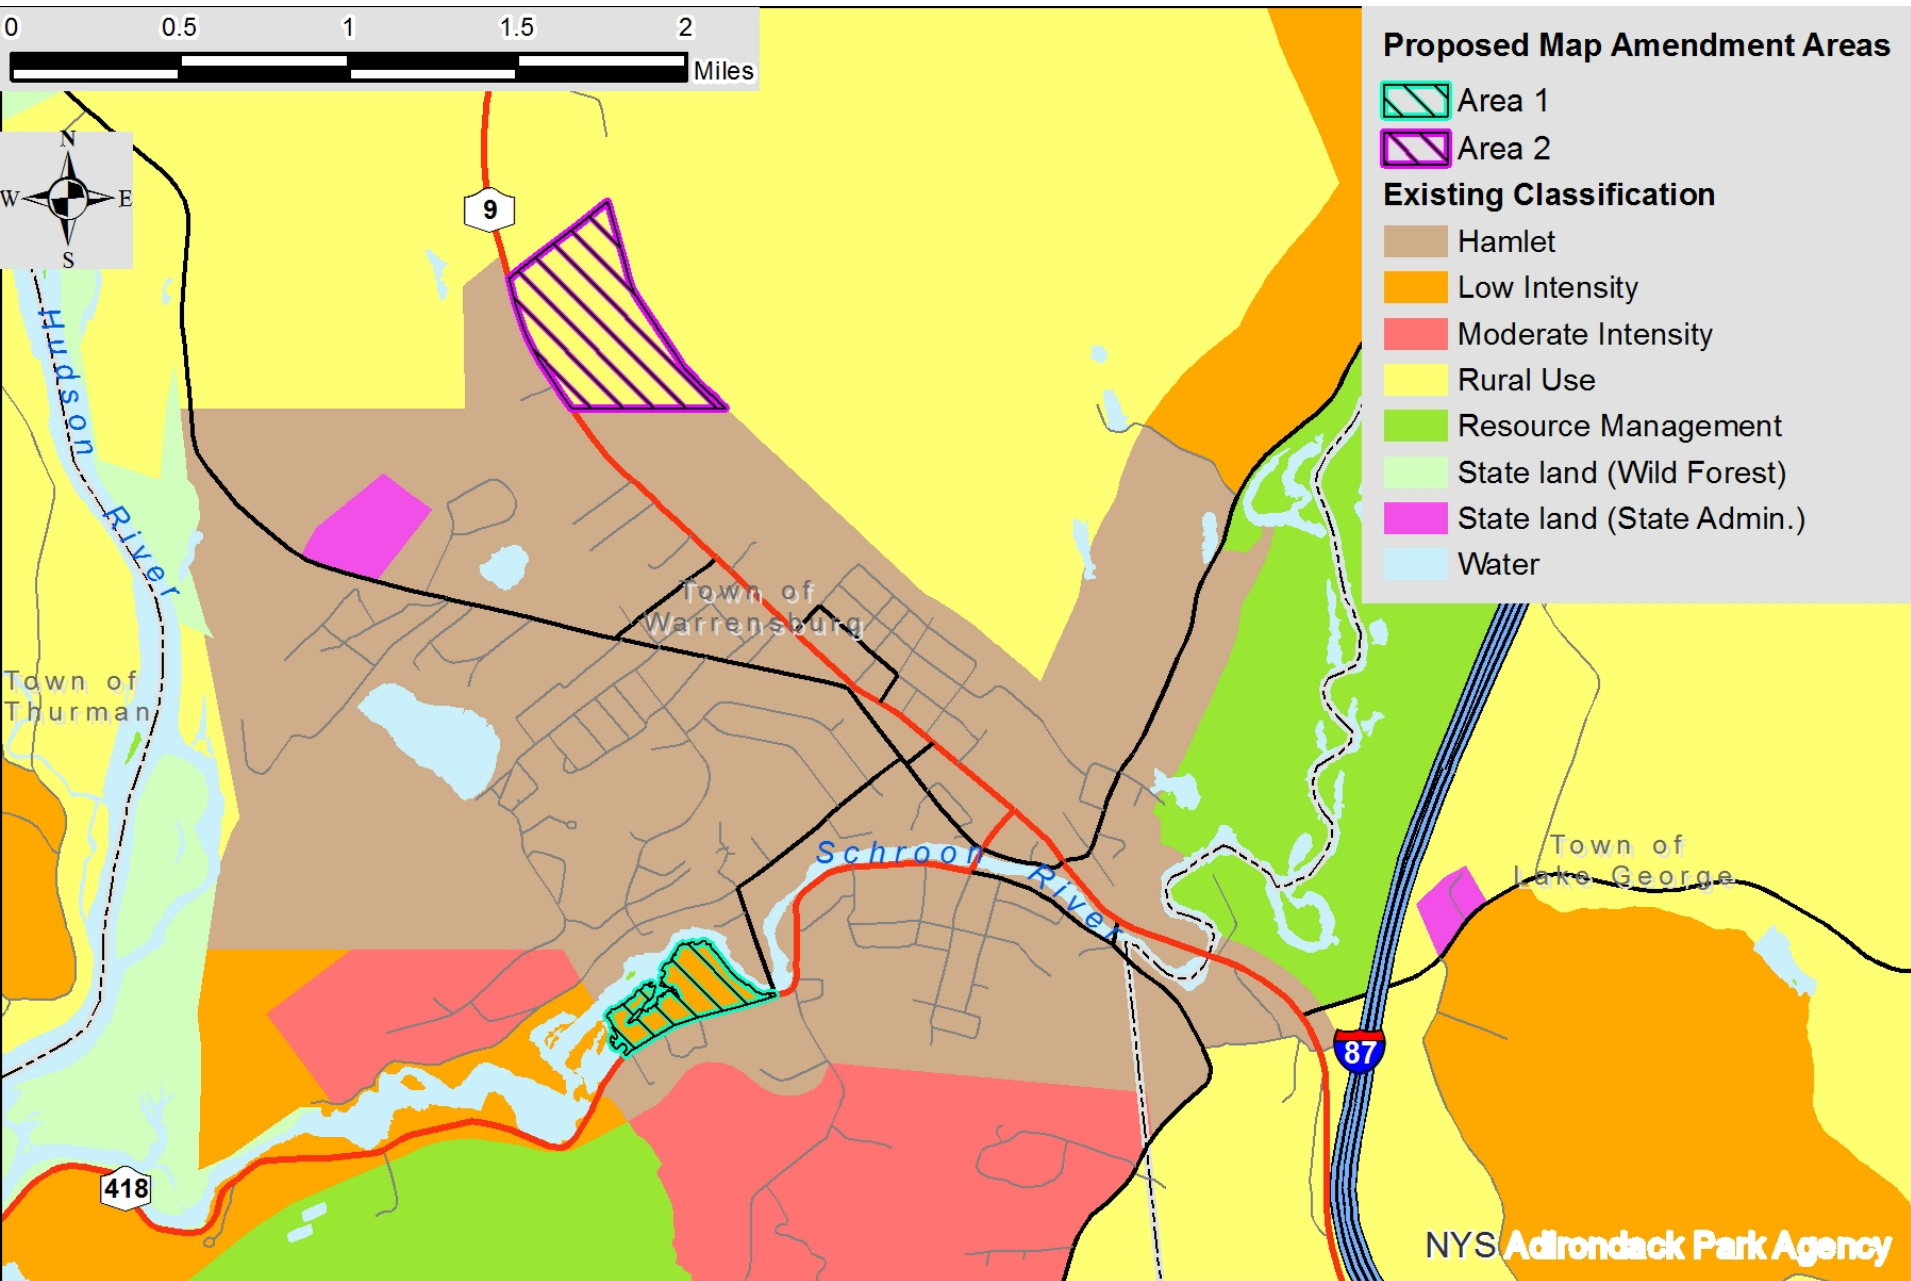 0 0.5 1 1.5 2
Miles
N
W E
S
Proposed Map Amendment Areas
Area 1
Area 2
Existing Classification
Hamlet
Low Intensity
Moderate Intensity
Rural Use
Resource Management
State land (Wild Forest)
State land (State Admin.)
Water
9
Hudson
River
Town of
Warrensburg
Town of
Thurman
Schroon
River
Town of
Lake George
87
418
NYS Adirondack Park Agency